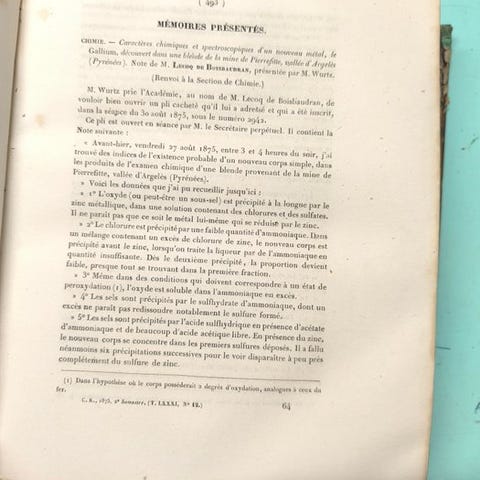 ( 493 )
MÉMOIRES PRÉSENTÉS.
CHIMIE. — Caractères chimiques et spectroscopiques d'un nouveau métal, le
Gallium, découvert dans une blende de la mine de Pierrefitte, vallée d'Argelès
(Pyrénées). Note de M. LECOQ DE BOISBAUDRAN, présentée par M. Wurtz.
(Renvoi à la Section de Chimie.)
M. Wurtz prie l'Académie, au nom de M. Lecoq de Boisbaudran, de
vouloir bien ouvrir un pli cacheté qu'il lui a adressé et qui a été inscrit,
dans la séance du 30 août 1875, sous le numéro 2942.
Ce pli est ouvert en séance par M. le Secrétaire perpétuel. Il contient la
Note suivante :
» Avant-hier, vendredi 27 août 1875, entre 3 et 4 heures du soir, j'ai
trouvé des indices de l'existence probable d'un nouveau corps simple, dans
les produits de l'examen chimique d'une blende provenant de la mine de
Pierrefitte, vallée d'Argelès (Pyrénées).
» Voici les données que j'ai pu recueillir jusqu'ici :
» 1° L'oxyde (ou peut-être un sous-sel) est précipité à la longue par le
zinc métallique, dans une solution contenant des chlorures et des sulfates.
Il ne paraît pas que ce soit le métal lui-même qui se réduise par le zinc.
» 2° Le chlorure est précipité par une faible quantité d'ammoniaque. Dans
un mélange contenant un excès de chlorure de zinc, le nouveau corps est
précipité avant le zinc, lorsqu'on traite la liqueur par de l'ammoniaque en
quantité insuffisante. Dès le deuxième précipité, la proportion devient
faible, presque tout se trouvant dans la première fraction.
» 3° Même dans des conditions qui doivent correspondre à un état de
peroxydation (1), l'oxyde est soluble dans l'ammoniaque en excès.
» 4° Les sels sont précipités par le sulfhydrate d'ammoniaque, dont un
excès ne paraît pas redissoudre notablement le sulfure formé.
» 5° Les sels sont précipités par l'acide sulfhydrique en présence d'acétate
d'ammoniaque et de beaucoup d'acide acétique libre. En présence du zinc,
le nouveau corps se concentre dans les premiers sulfures déposés. Il a fallu
néanmoins six précipitations successives pour le voir disparaître à peu près
complétement du sulfure de zinc.
(1) Dans l'hypothèse où le corps posséderait 2 degrés d'oxydation, analogues à ceux du
fer.
C. R., 1875, 2e Semestre. (T. LXXXI, N° 12.)
64